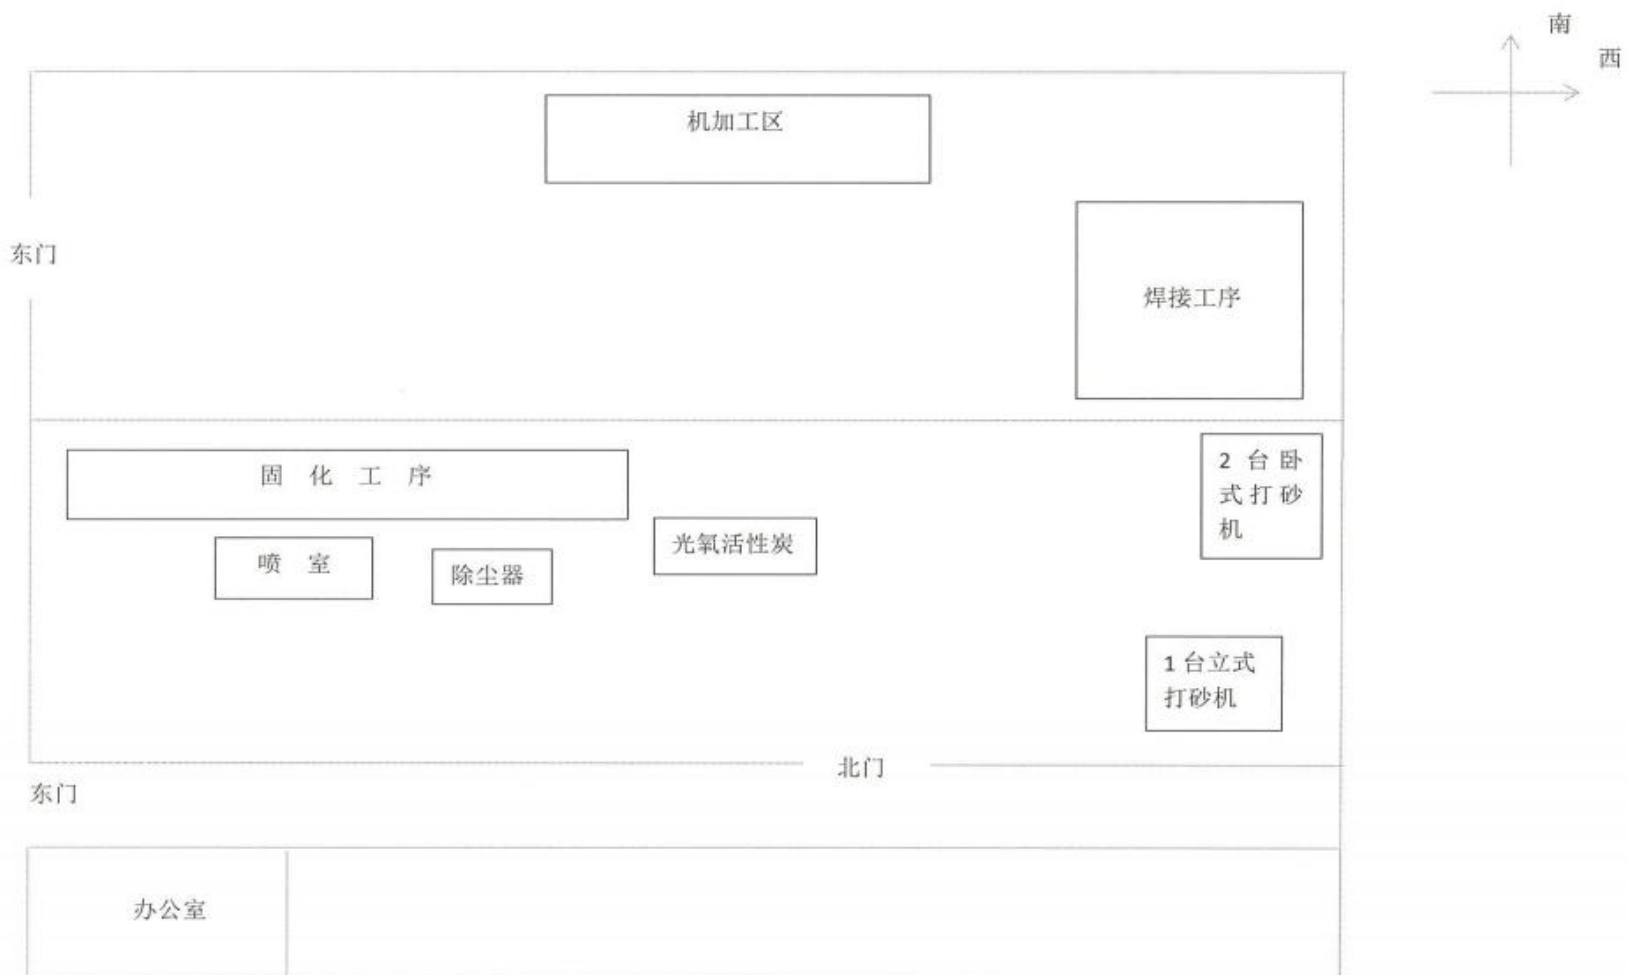 南
西
机加工区
东门
焊接工序
固 化 工 序
2 台 卧
式 打 砂
机
光氧活性炭
喷 室
除尘器
1 台立式
打砂机
北门
东门
办公室